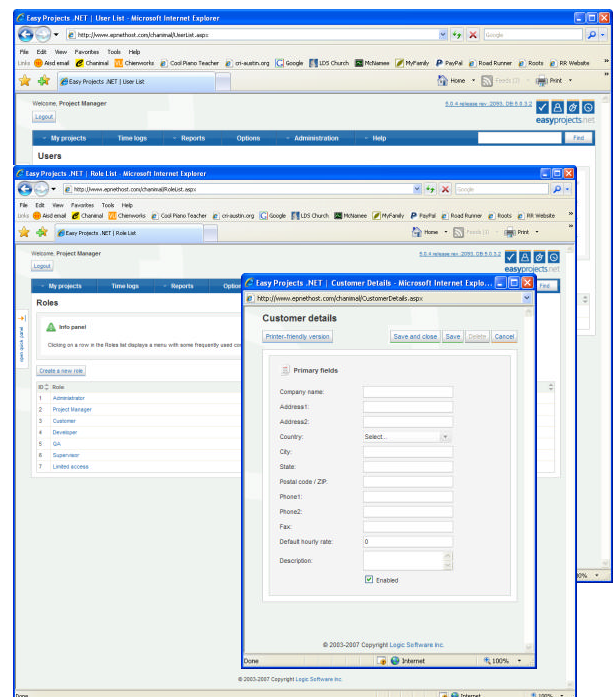 Easy Projects .NET | User List - Microsoft Internet Explorer
http://www.epnethost.com/chanimal/UserList.aspx
Google
File Edit View Favorites Tools Help
Links Aisd email Chanimal Chienworks Cool Piano Teacher cri-austin.org Google LDS Church McNamee MyFamily PayPal Road Runner Roots RR Website
Easy Projects .NET | User List
Home Feeds (0) Print
Welcome, Project Manager
Logout
easyprojects.net
My projects Time logs Reports Options Administration Help Find
Users
Easy Projects .NET | Role List - Microsoft Internet Explorer
http://www.epnethost.com/chanimal/RoleList.aspx
Google
File Edit View Favorites Tools Help
Links Aisd email Chanimal Chienworks Cool Piano Teacher cri-austin.org Google LDS Church McNamee MyFamily PayPal Road Runner Roots RR Website
Easy Projects .NET | Role List
Home Print
Welcome, Project Manager
Logout
easyprojects.net
My projects Time logs Reports Find
Roles
Info panel
Clicking on a row in the Roles list displays a menu with some frequently used
open side panel
Create a new role
ID Role
1 Administrator
2 Project Manager
3 Customer
4 Developer
5 QA
6 Supervisor
7 Limited access
Easy Projects .NET | Customer Details - Microsoft Internet Explo...
http://www.epnethost.com/chanimal/CustomerDetails.aspx
Customer details
Printer-friendly version Save and close Save Delete Cancel
Primary fields
Company name:
Address1:
Address2:
Country: Select...
City:
State:
Postal code / ZIP:
Phone1:
Phone2:
Fax:
Default hourly rate: 0
Description:
Enabled
© 2003-2007 Copyright Logic Software Inc.
Done Internet 100%
© 2003-2007 Copyright Logic Software Inc.
Done Internet 100%